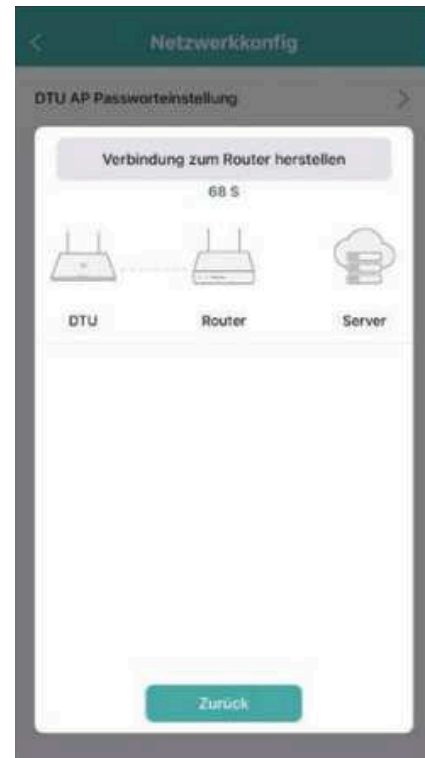 Netzwerkkonfig
DTU AP Passworteinstellung
Verbindung zum Router herstellen
68 S
DTU Router Server
Zurück